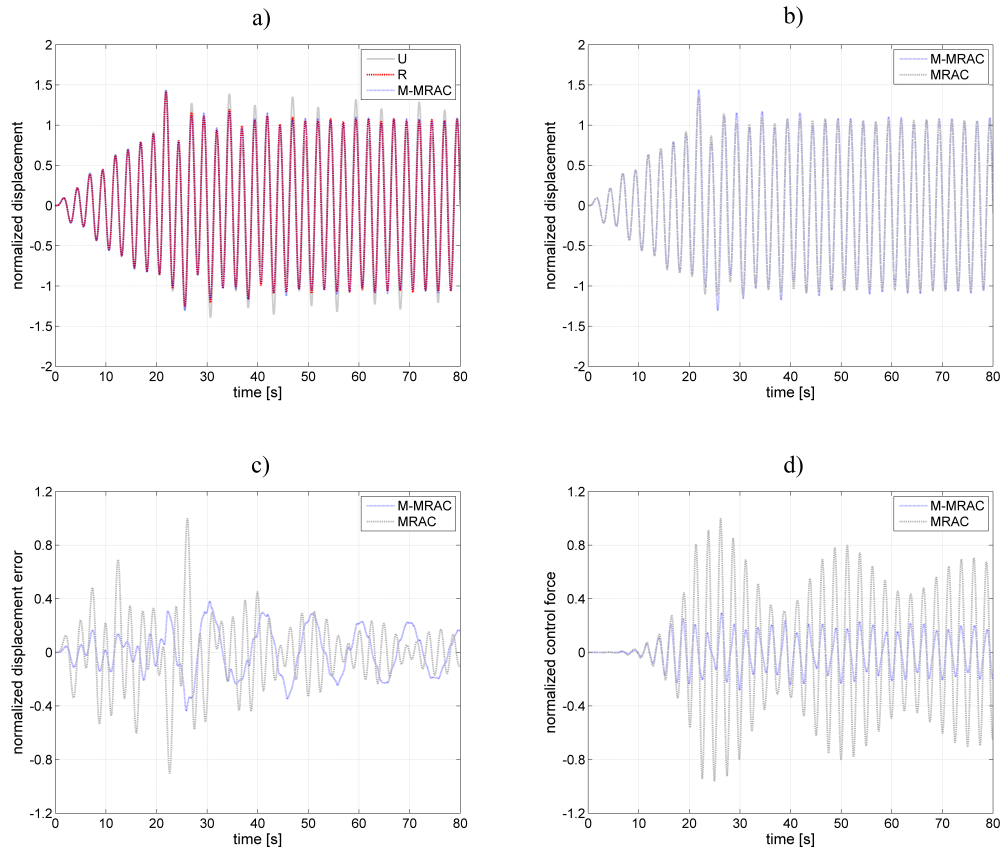 a)
2
1.5
1
0.5
0
-0.5
-1
-1.5
-2
normalized displacement
0 10 20 30 40 50 60 70 80
time [s]
U
R
M-MRAC
b)
2
1.5
1
0.5
0
-0.5
-1
-1.5
-2
normalized displacement
0 10 20 30 40 50 60 70 80
time [s]
M-MRAC
MRAC
c)
1.2
0.8
0.4
0
-0.4
-0.8
-1.2
normalized displacement error
0 10 20 30 40 50 60 70 80
time [s]
M-MRAC
MRAC
d)
1.2
0.8
0.4
0
-0.4
-0.8
-1.2
normalized control force
0 10 20 30 40 50 60 70 80
time [s]
M-MRAC
MRAC